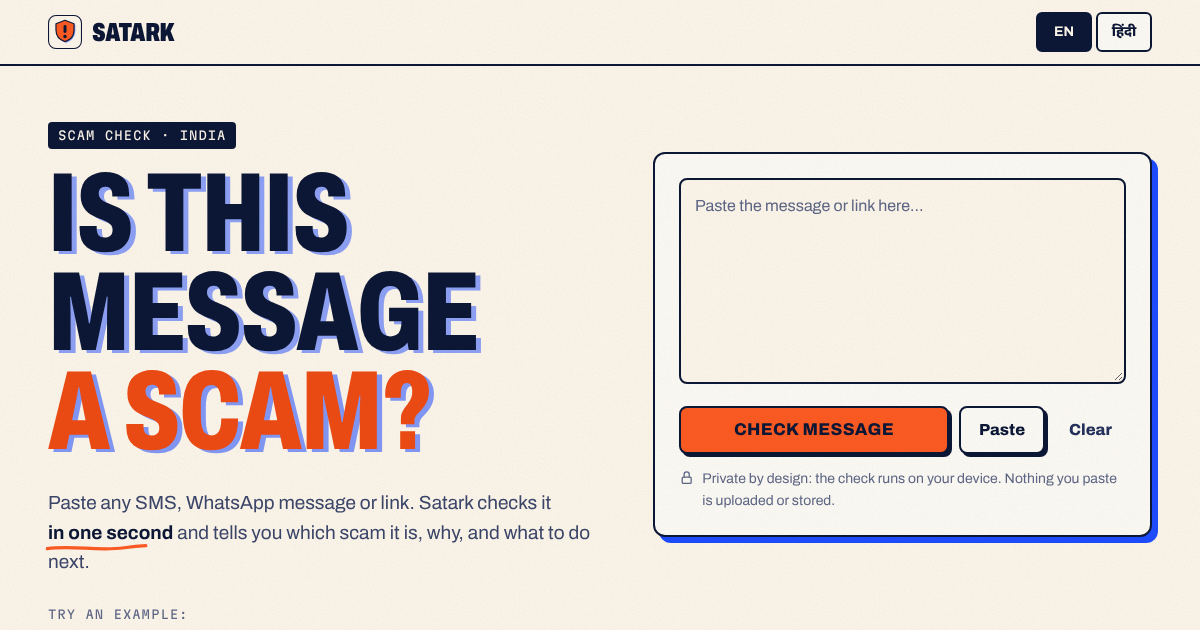 SATARK
EN
हिंदी
SCAM CHECK · INDIA
IS THIS
MESSAGE
A SCAM?
Paste any SMS, WhatsApp message or link. Satark checks it
in one second and tells you which scam it is, why, and what to do
next.
TRY AN EXAMPLE:
Paste the message or link here...
CHECK MESSAGE
Paste
Clear
Private by design: the check runs on your device. Nothing you paste
is uploaded or stored.